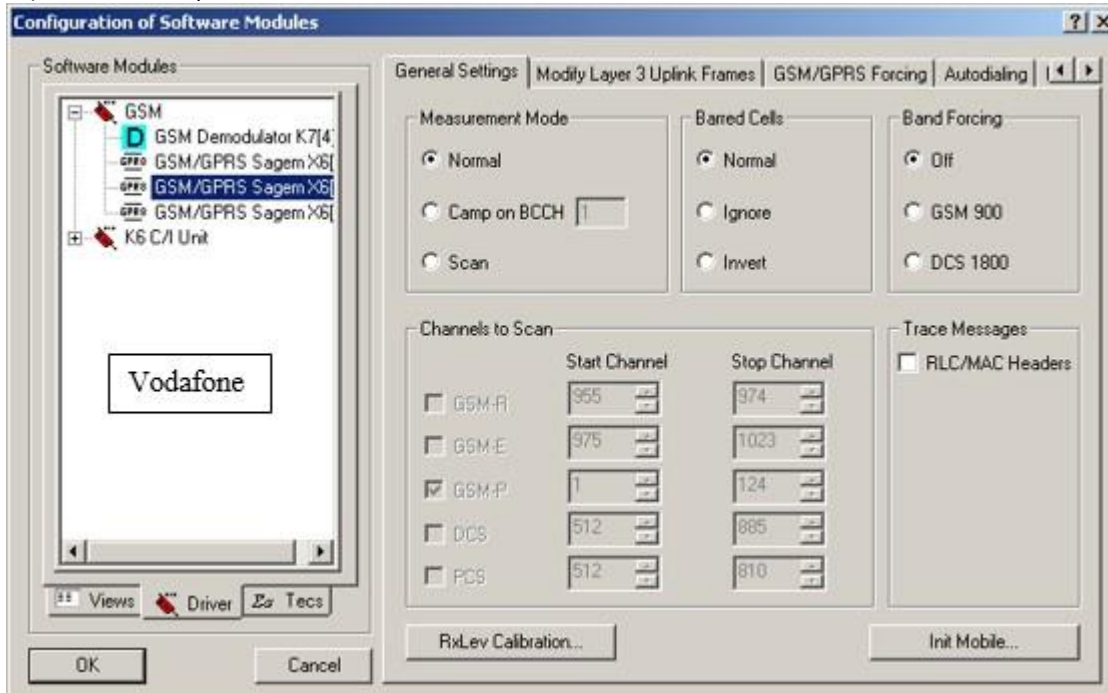 Configuration of Software Modules
? X
Software Modules
GSM
D GSM Demodulator K7[4]
GPRS GSM/GPRS Sagem X6[
GPRS GSM/GPRS Sagem X6[
GPRS GSM/GPRS Sagem X6[
K6 C/I Unit
Vodafone
Views
Driver
Tecs
OK
Cancel
General Settings
Modify Layer 3 Uplink Frames
GSM/GPRS Forcing
Autodialing
Measurement Mode
Normal
Camp on BCCH 1
Scan
Barred Cells
Normal
Ignore
Invert
Band Forcing
Off
GSM 900
DCS 1800
Channels to Scan
Start Channel Stop Channel
GSM-R 955 974
GSM-E 975 1023
GSM-P 1 124
DCS 512 885
PCS 512 810
Trace Messages
RLC/MAC Headers
RxLev Calibration...
Init Mobile...